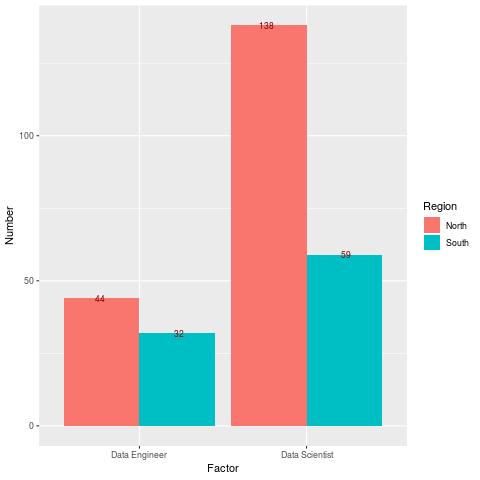 138
100
Number
Region
North
South
59
50
44
32
0
Data Engineer
Data Scientist
Factor